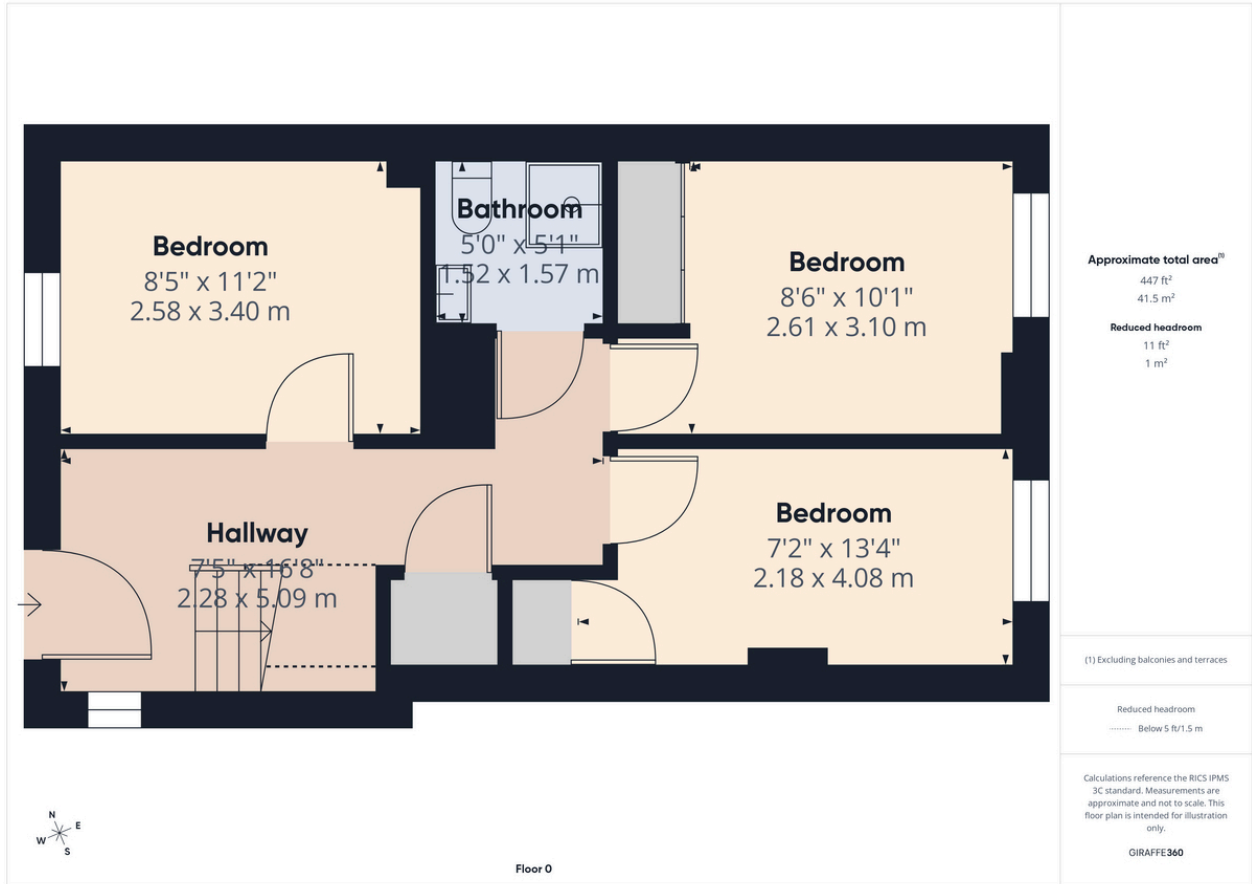 Bedroom
8'5" x 11'2"
2.58 x 3.40 m
Bathroom
5'0" x 5'1"
1.52 x 1.57 m
Bedroom
8'6" x 10'1"
2.61 x 3.10 m
Hallway
7'5" x 16'8"
2.28 x 5.09 m
Bedroom
7'2" x 13'4"
2.18 x 4.08 m
N
E
W
S
Floor 0
Approximate total area(1)
447 ft²
41.5 m²
Reduced headroom
11 ft²
1 m²
(1) Excluding balconies and terraces
Reduced headroom
Below 5 ft/1.5 m
Calculations reference the RICS IPMS
3C standard. Measurements are
approximate and not to scale. This
floor plan is intended for illustration
only.
GIRAFFE360